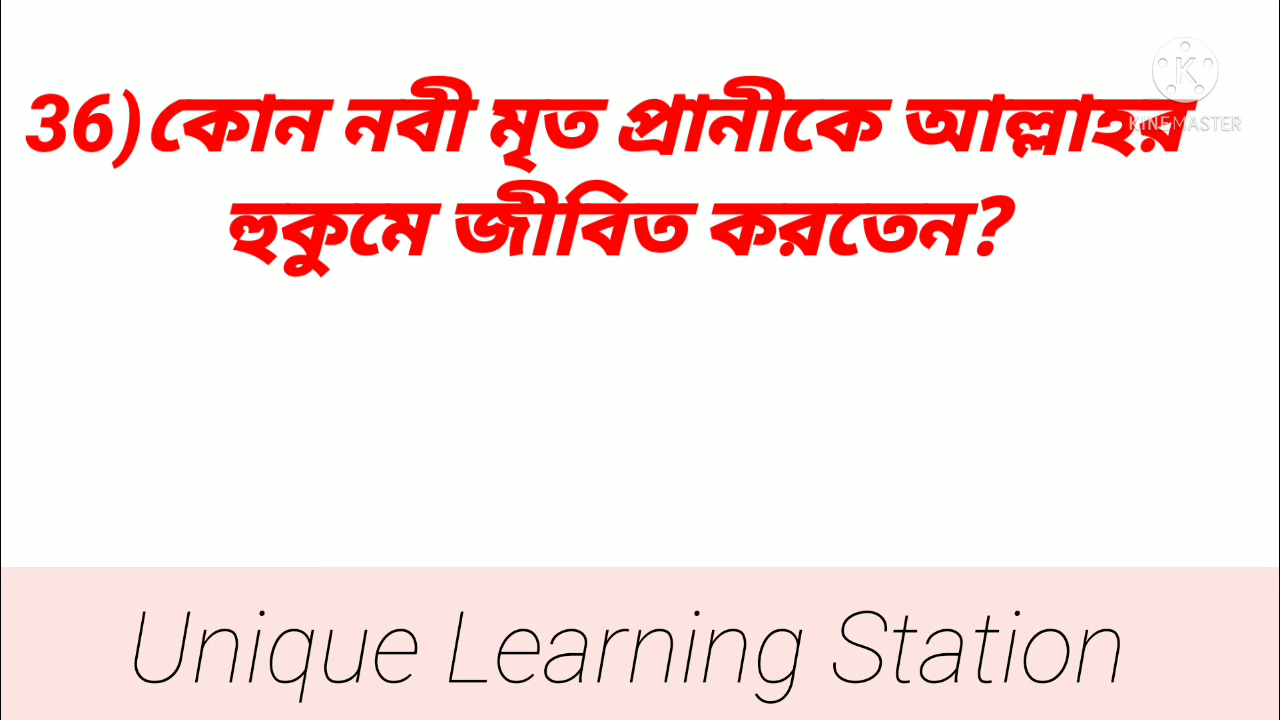 36)কোন নবী মৃত প্রানীকে আল্লাহর
হুকুমে জীবিত করতেন?
KINEMASTER
Unique Learning Station